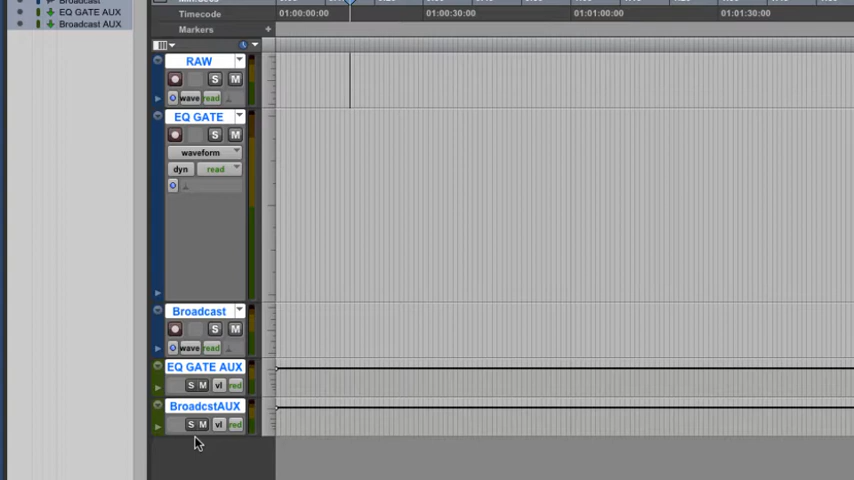 Broadcast
EQ GATE AUX
Broadcast AUX
Timecode
01:00:00:00
01:00:30:00
01:01:00:00
01:01:30:00
Markers
+
RAW
S M
wave read
EQ GATE
S M
waveform
dyn read
Broadcast
S M
wave read
EQ GATE AUX
S M vl red
BroadcstAUX
S M vl red